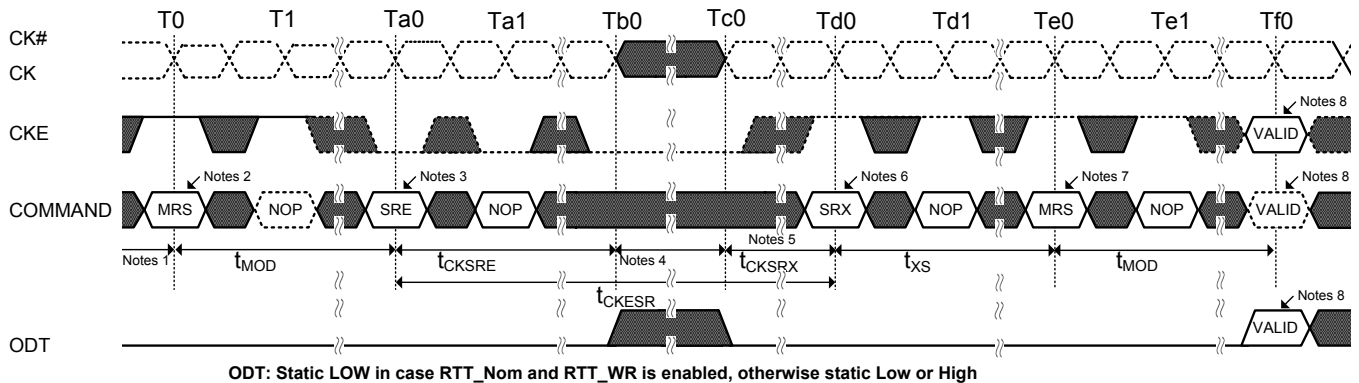 T0 T1 Ta0 Ta1 Tb0 Tc0 Td0 Td1 Te0 Te1 Tf0
CK#
CK
Notes 8
CKE VALID
Notes 2 Notes 3 Notes 6 Notes 7 Notes 8
COMMAND MRS NOP SRE NOP SRX NOP MRS NOP VALID
Notes 1 tMOD tCKSRE Notes 4 Notes 5 tCKSRX tXS tMOD
tCKESR
Notes 8
ODT VALID
ODT: Static LOW in case RTT_Nom and RTT_WR is enabled, otherwise static Low or High